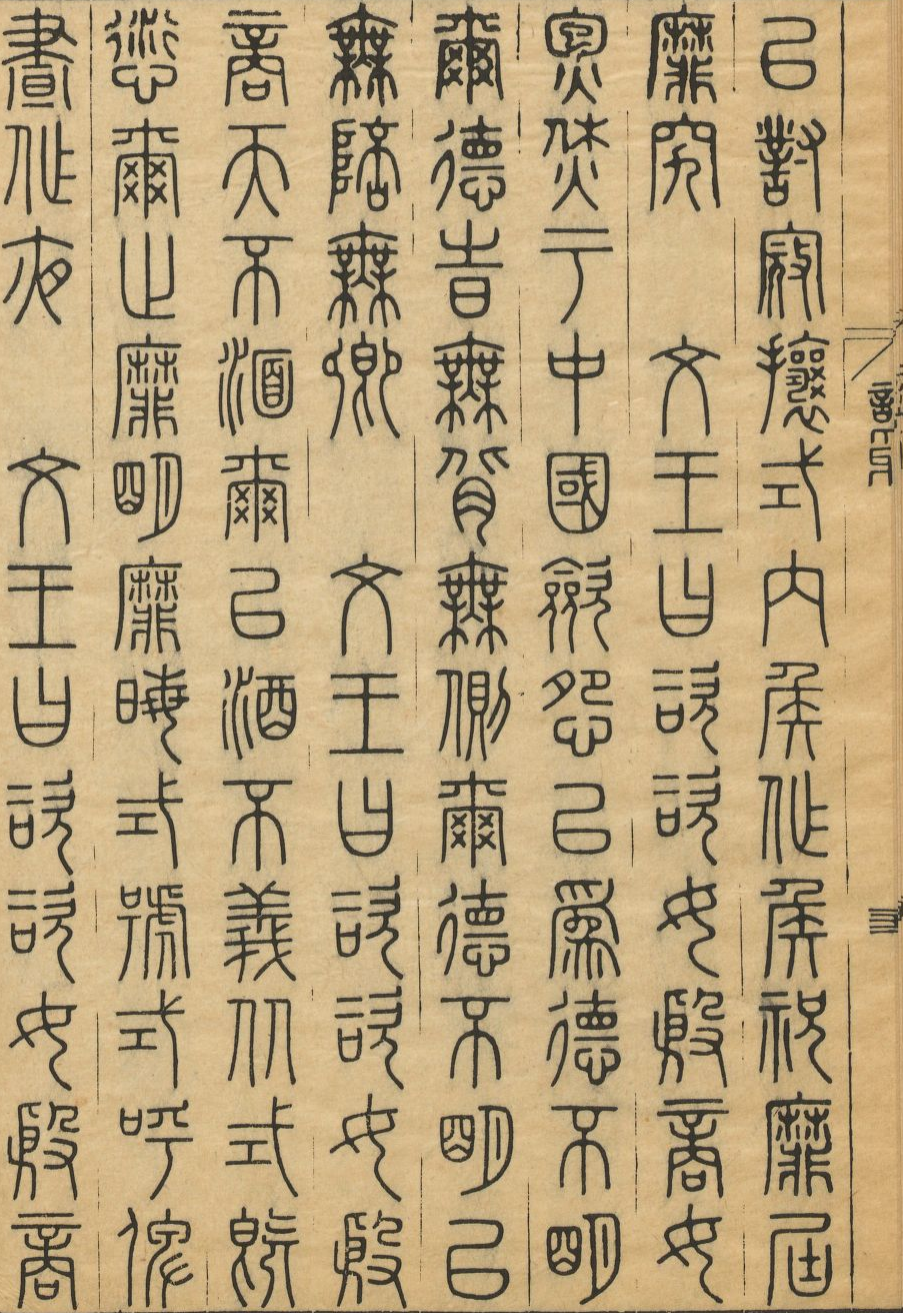 以對寇攘式內侯作侯祝靡屆
靡究　文王曰咨咨女殷商女
炰烋于中國斂怨以為德不明
爾德時無背無側爾德不明以
無陪無卿　文王曰咨咨女殷
商天不湎爾以酒不義从式既
愆爾止靡明靡晦式號式呼俾
晝作夜　文王曰咨咨女殷商